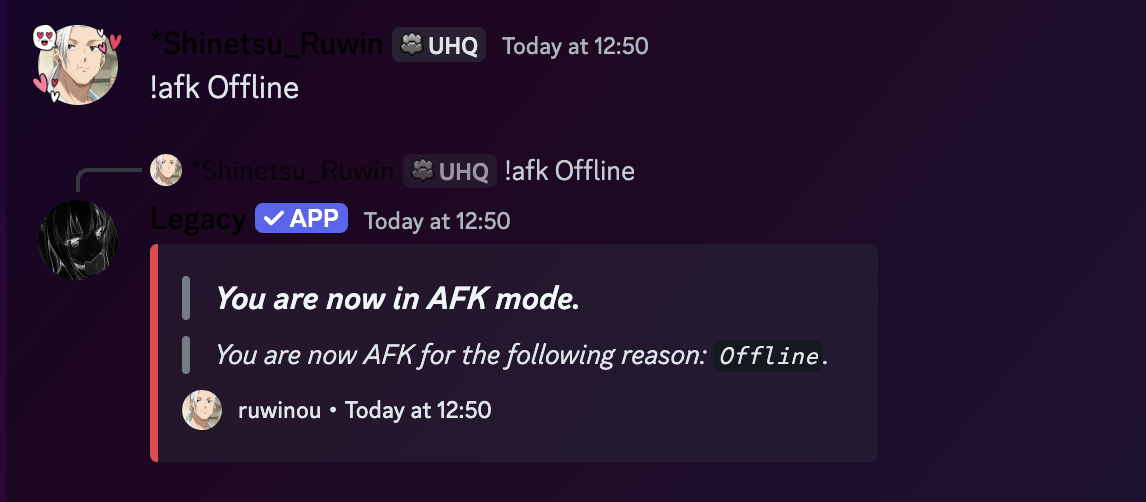 *Shinetsu_Ruwin UHQ Today at 12:50
!afk Offline
*Shinetsu_Ruwin UHQ !afk Offline
Legacy APP Today at 12:50
You are now in AFK mode.
You are now AFK for the following reason: Offline.
ruwinou • Today at 12:50